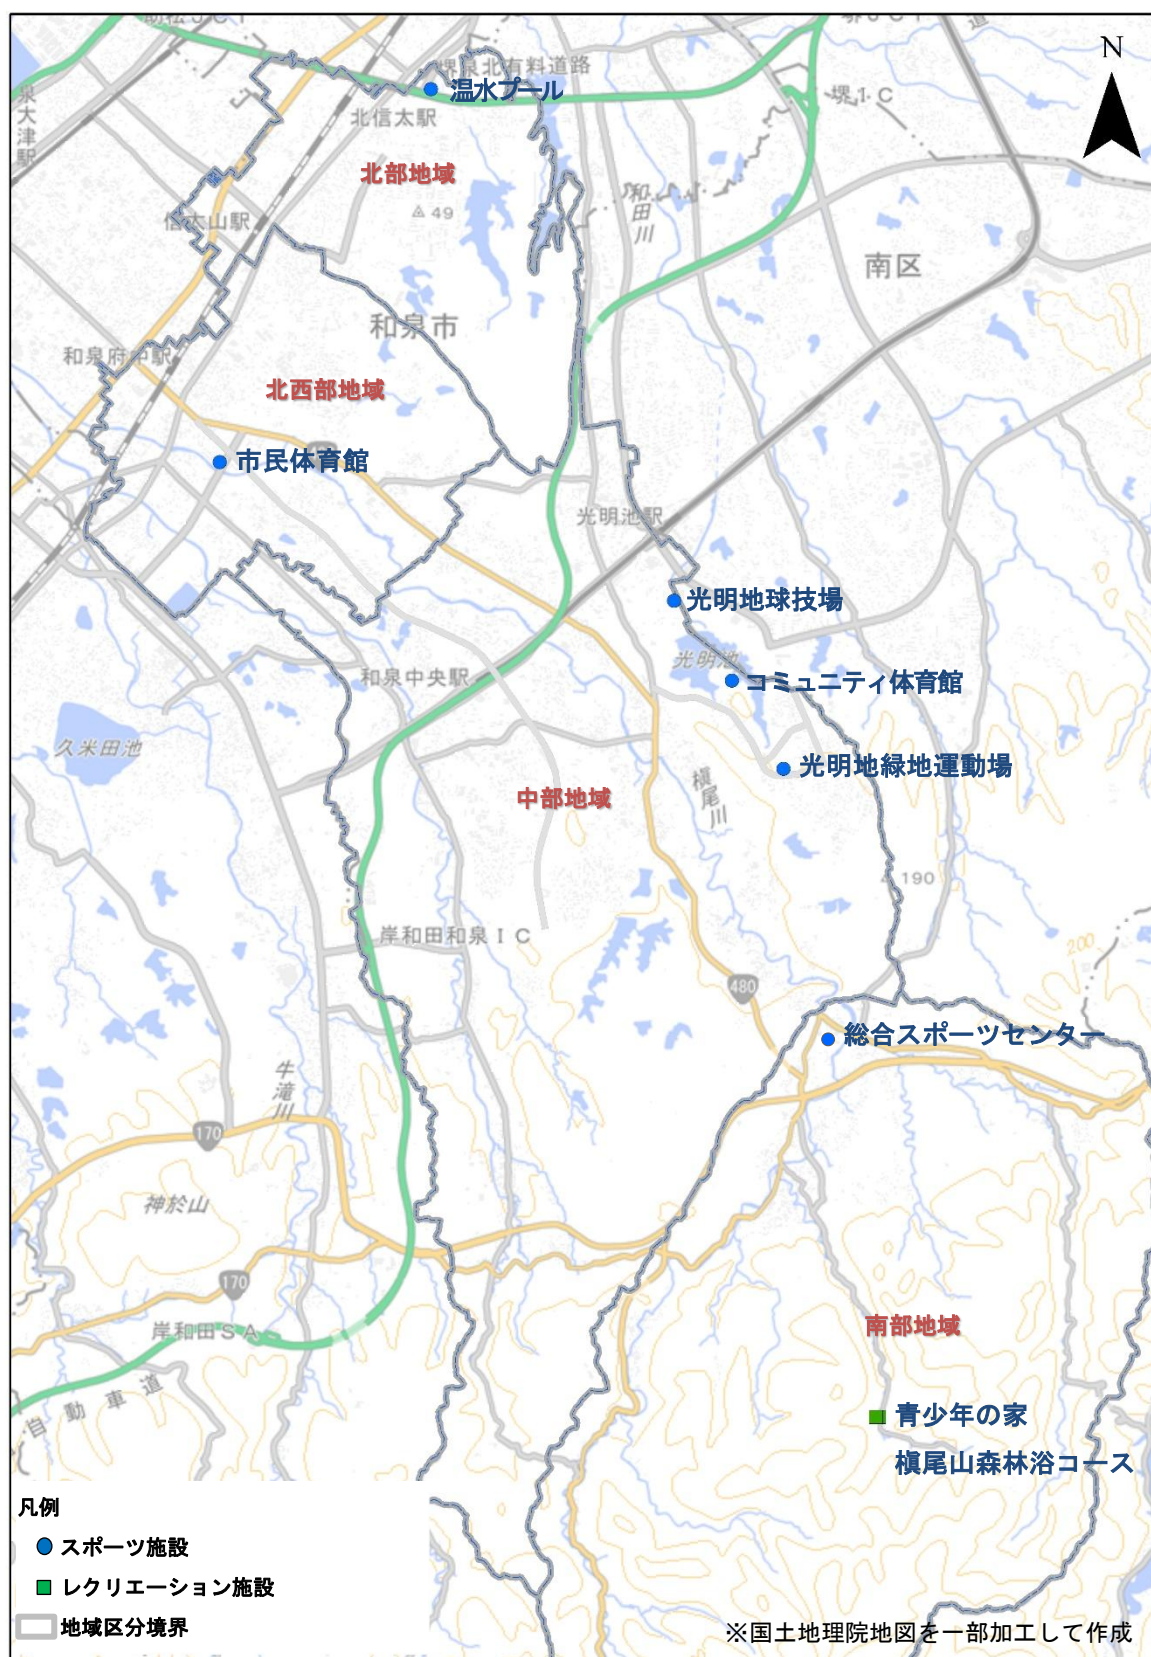 N
堺泉北有料道路
温水プール
堺IC
泉大津駅
北信太駅
北部地域
49
和田川
信太山駅
南区
和泉市
和泉府中駅
北西部地域
市民体育館
光明池駅
光明地球技場
光明池
和泉中央駅
コミュニティ体育館
久米田池
光明地緑地運動場
中部地域
槇尾川
190
岸和田和泉IC
200
480
総合スポーツセンター
牛滝川
170
神於山
170
南部地域
岸和田SA
自動車道
青少年の家
槇尾山森林浴コース
凡例
スポーツ施設
レクリエーション施設
地域区分境界
※国土地理院地図を一部加工して作成